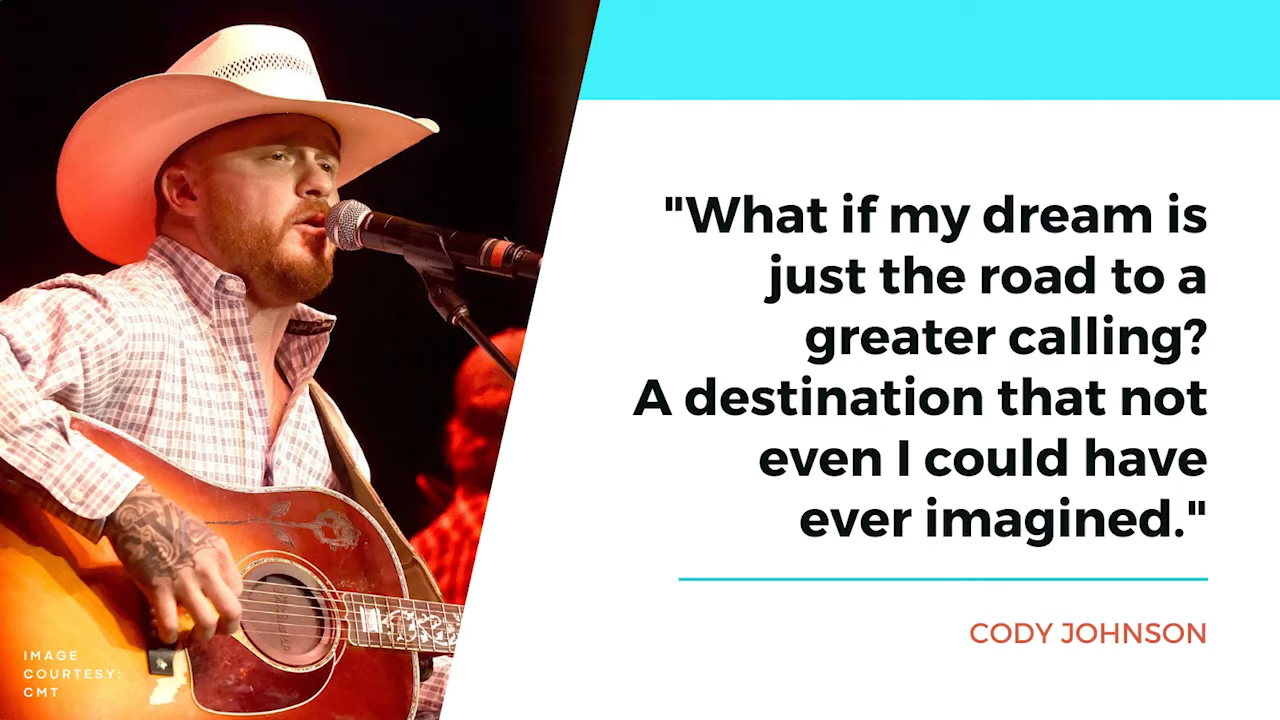 "What if my dream is
just the road to a
greater calling?
A destination that not
even I could have
ever imagined."
CODY JOHNSON
IMAGE
COURTESY:
CMT